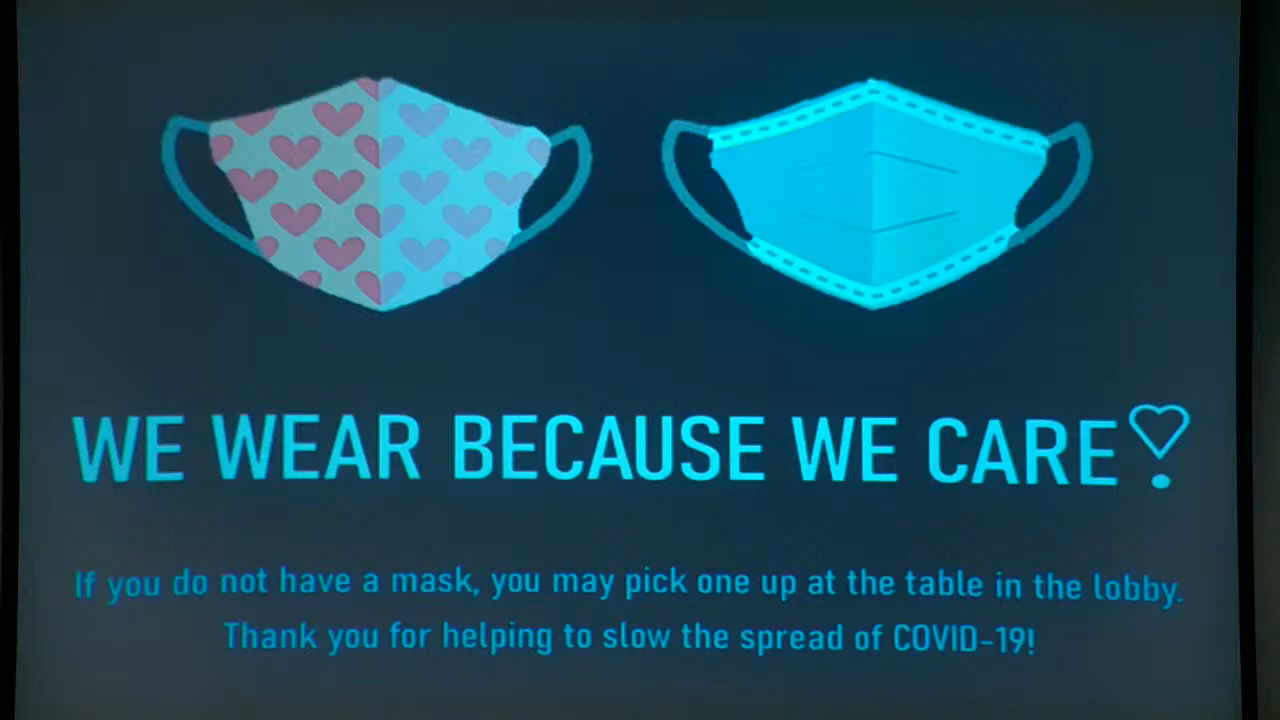 WE WEAR BECAUSE WE CARE
If you do not have a mask, you may pick one up at the table in the lobby.
Thank you for helping to slow the spread of COVID-19!